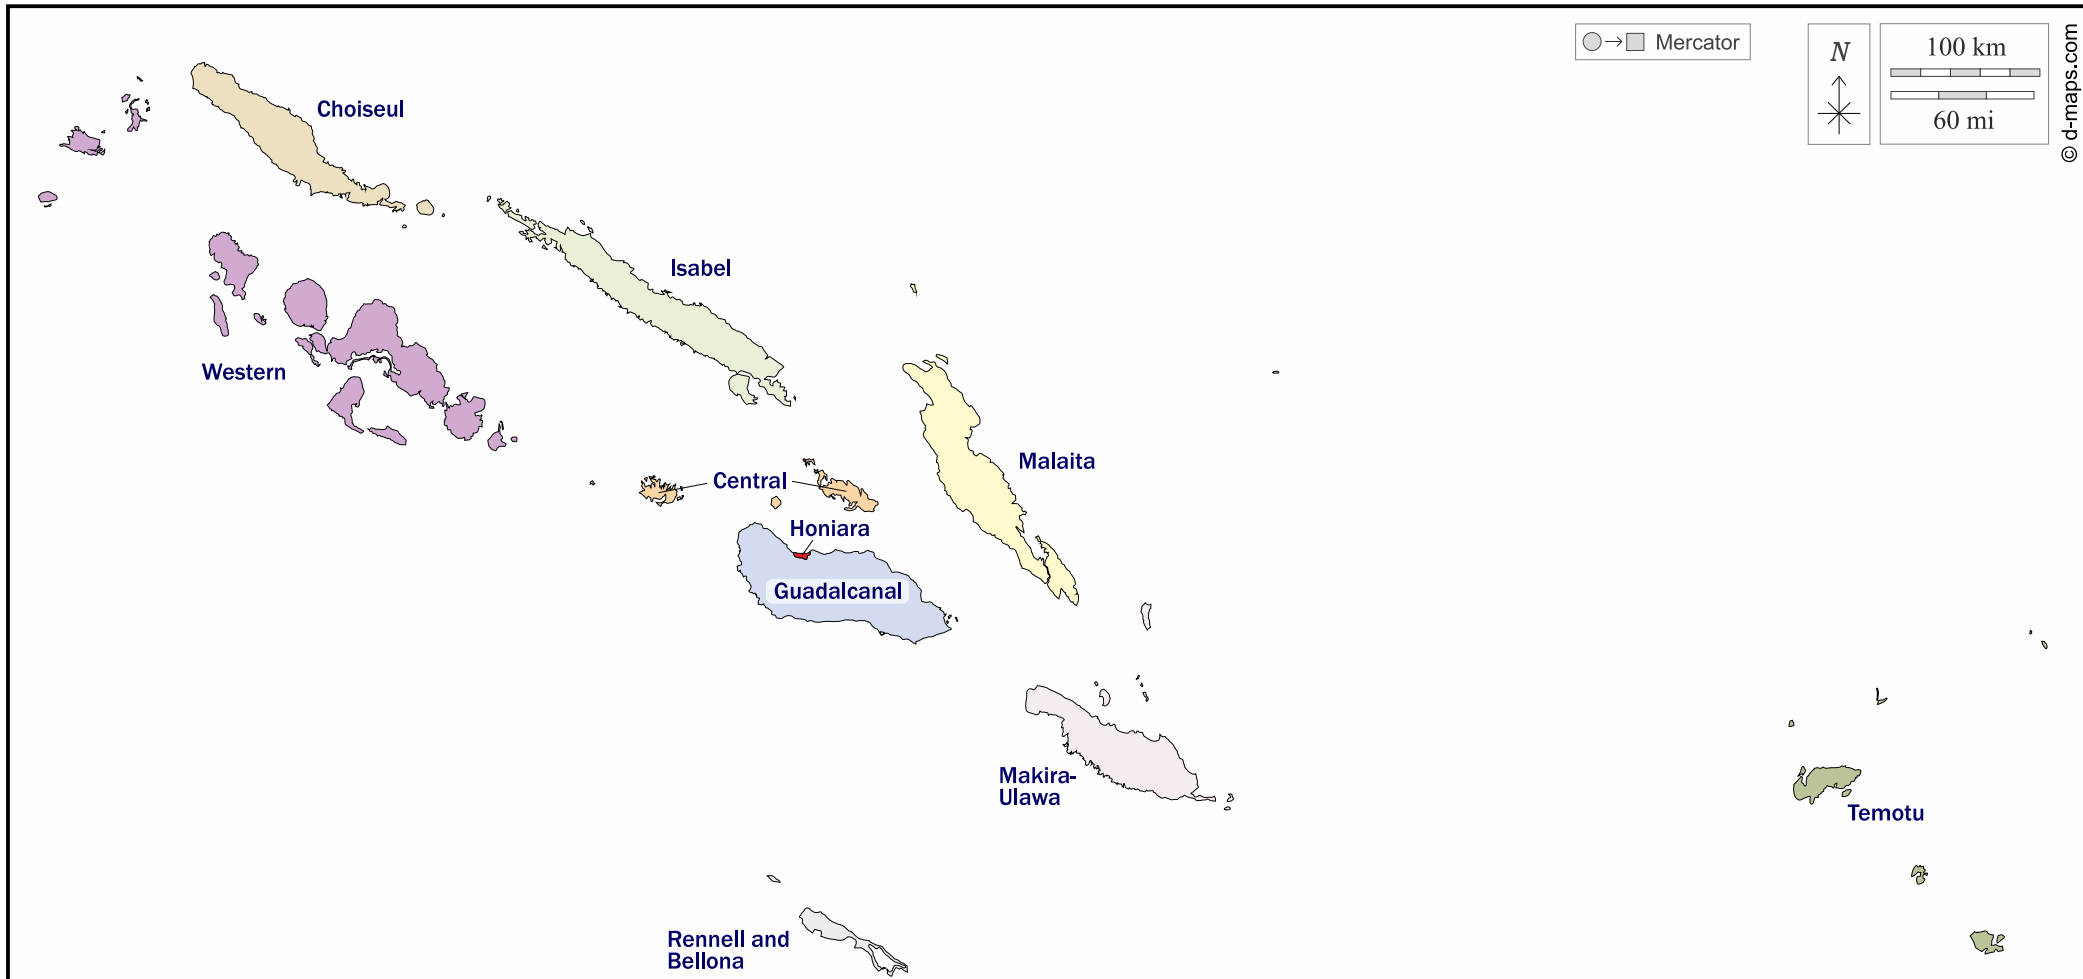 Mercator
N
100 km
60 mi
© d-maps.com
Choiseul
Isabel
Western
Malaita
Central
Honiara
Guadalcanal
Makira-
Ulawa
Temotu
Rennell and
Bellona